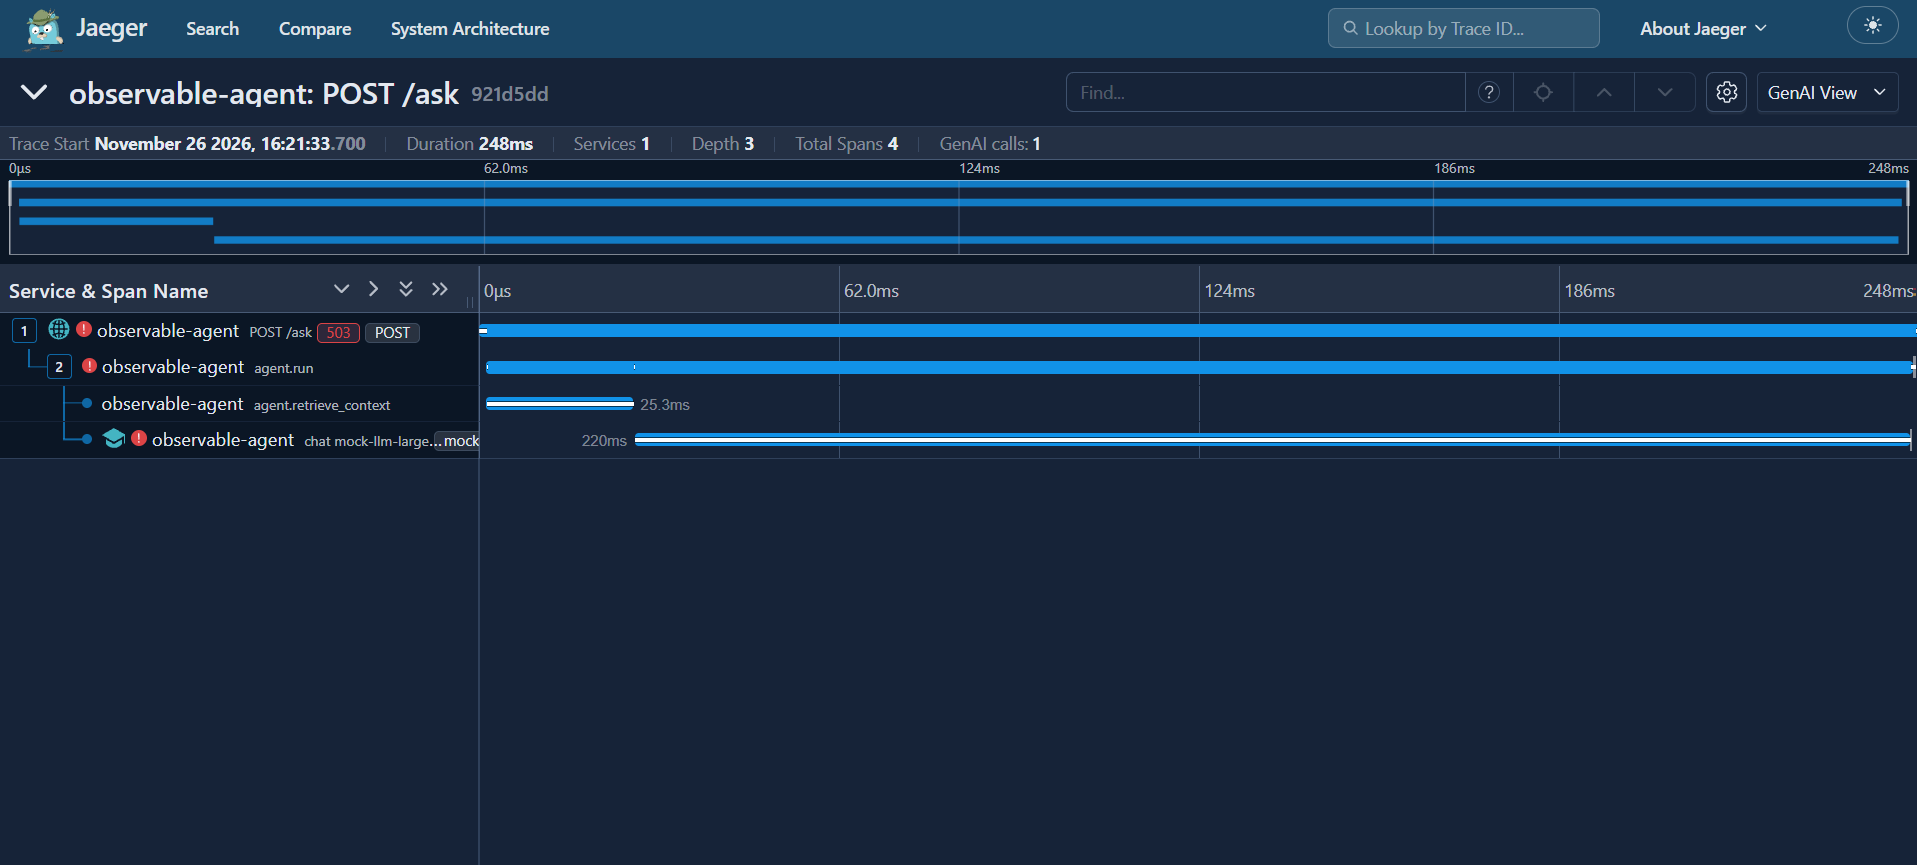 Jaeger Search Compare System Architecture Lookup by Trace ID... About Jaeger
observable-agent: POST /ask 921d5dd Find... ? GenAI View
Trace Start November 26 2026, 16:21:33.700 Duration 248ms Services 1 Depth 3 Total Spans 4 GenAI calls: 1
0μs 62.0ms 124ms 186ms 248ms
Service & Span Name 0μs 62.0ms 124ms 186ms 248ms
1 observable-agent POST /ask 503 POST
2 observable-agent agent.run
observable-agent agent.retrieve_context 25.3ms
observable-agent chat mock-llm-large... mock 220ms